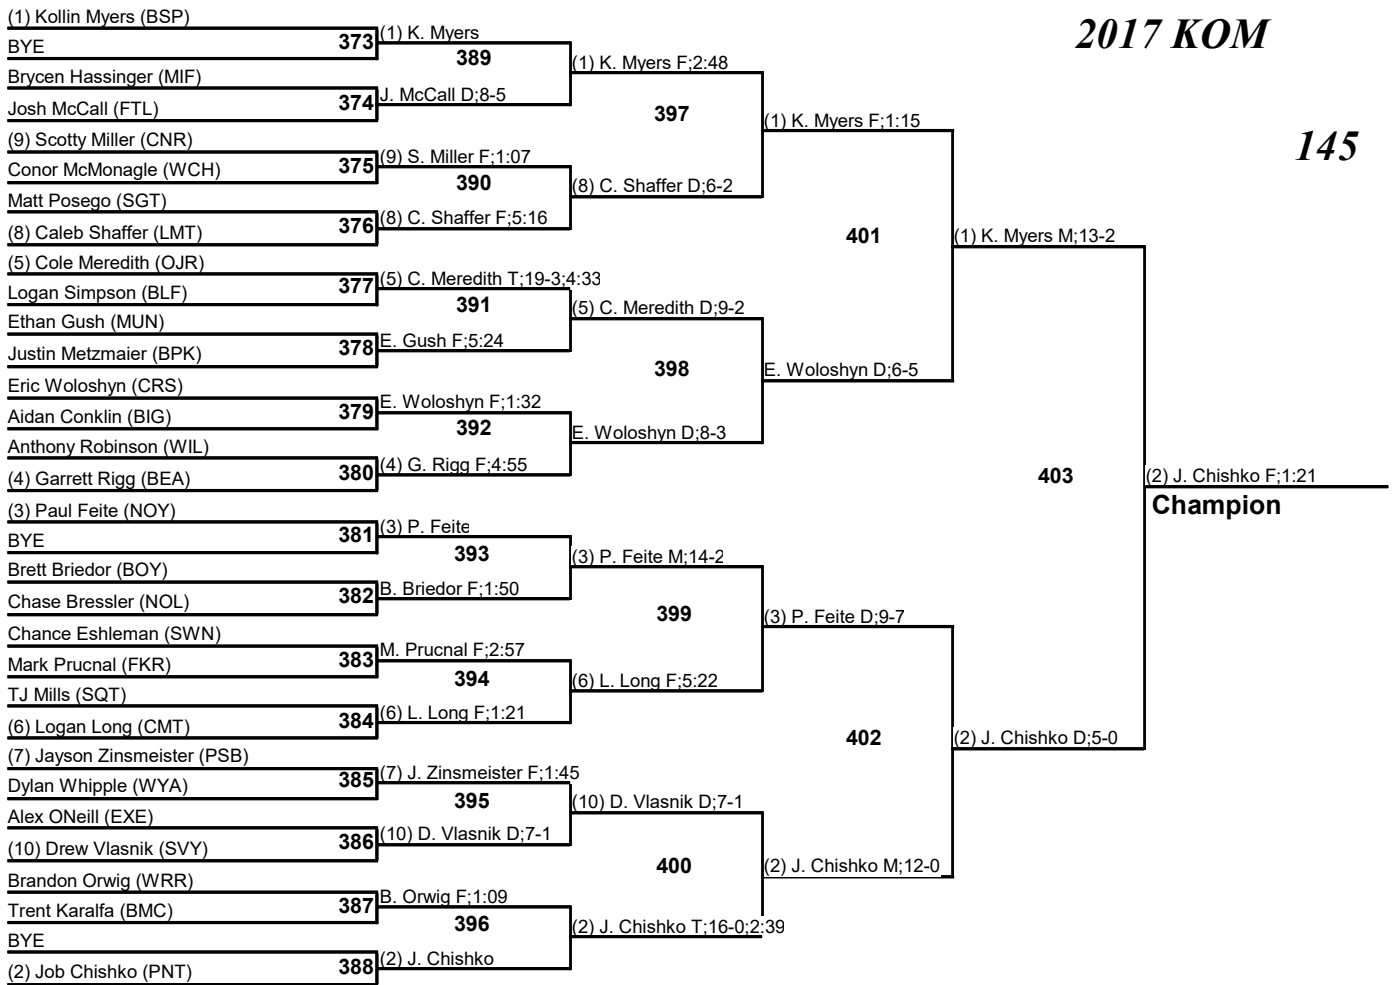 2017 KOM
145
(1) Kollin Myers (BSP)
BYE
373
(1) K. Myers
389
Brycen Hassinger (MIF)
Josh McCall (FTL)
374
J. McCall D;8-5
(1) K. Myers F;2:48
397
(9) Scotty Miller (CNR)
Conor McMonagle (WCH)
375
(9) S. Miller F;1:07
390
Matt Posego (SGT)
(8) Caleb Shaffer (LMT)
376
(8) C. Shaffer F;5:16
(8) C. Shaffer D;6-2
(1) K. Myers F;1:15
401
(5) Cole Meredith (OJR)
Logan Simpson (BLF)
377
(5) C. Meredith T;19-3;4:33
391
Ethan Gush (MUN)
Justin Metzmaier (BPK)
378
E. Gush F;5:24
(5) C. Meredith D;9-2
398
Eric Woloshyn (CRS)
Aidan Conklin (BIG)
379
E. Woloshyn F;1:32
392
Anthony Robinson (WIL)
(4) Garrett Rigg (BEA)
380
(4) G. Rigg F;4:55
E. Woloshyn D;8-3
E. Woloshyn D;6-5
(1) K. Myers M;13-2
403
(2) J. Chishko F;1:21
Champion
(3) Paul Feite (NOY)
BYE
381
(3) P. Feite
393
Brett Briedor (BOY)
Chase Bressler (NOL)
382
B. Briedor F;1:50
(3) P. Feite M;14-2
399
Chance Eshleman (SWN)
Mark Prucnal (FKR)
383
M. Prucnal F;2:57
394
TJ Mills (SQT)
(6) Logan Long (CMT)
384
(6) L. Long F;1:21
(6) L. Long F;5:22
(3) P. Feite D;9-7
402
(7) Jayson Zinsmeister (PSB)
Dylan Whipple (WYA)
385
(7) J. Zinsmeister F;1:45
395
Alex ONeill (EXE)
(10) Drew Vlasnik (SVY)
386
(10) D. Vlasnik D;7-1
(10) D. Vlasnik D;7-1
400
Brandon Orwig (WRR)
Trent Karalfa (BMC)
387
B. Orwig F;1:09
396
BYE
(2) Job Chishko (PNT)
388
(2) J. Chishko
(2) J. Chishko T;16-0;2:39
(2) J. Chishko M;12-0
(2) J. Chishko D;5-0